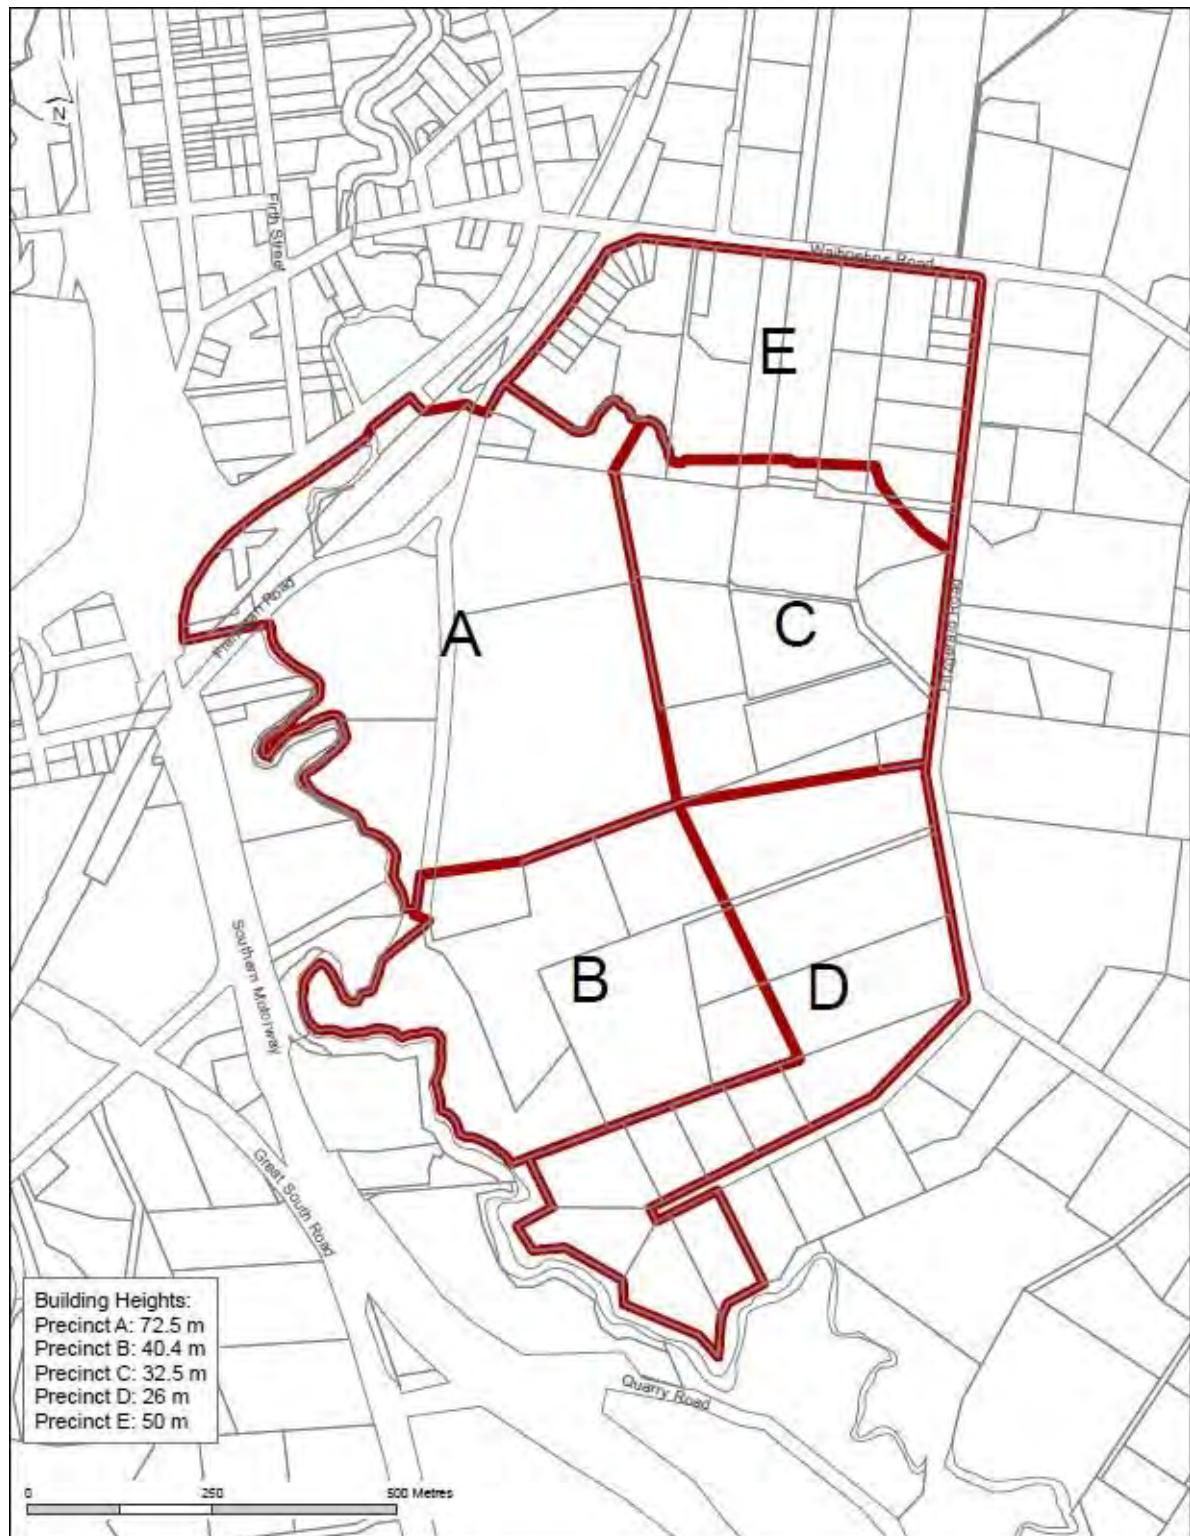 N
Firth Street
Road
E
A
C
Road
B
D
Southern Motorway
Great South Road
Building Heights:
Precinct A: 72.5 m
Precinct B: 40.4 m
Precinct C: 32.5 m
Precinct D: 26 m
Precinct E: 50 m
Quarry Road
0 250 500 Metres